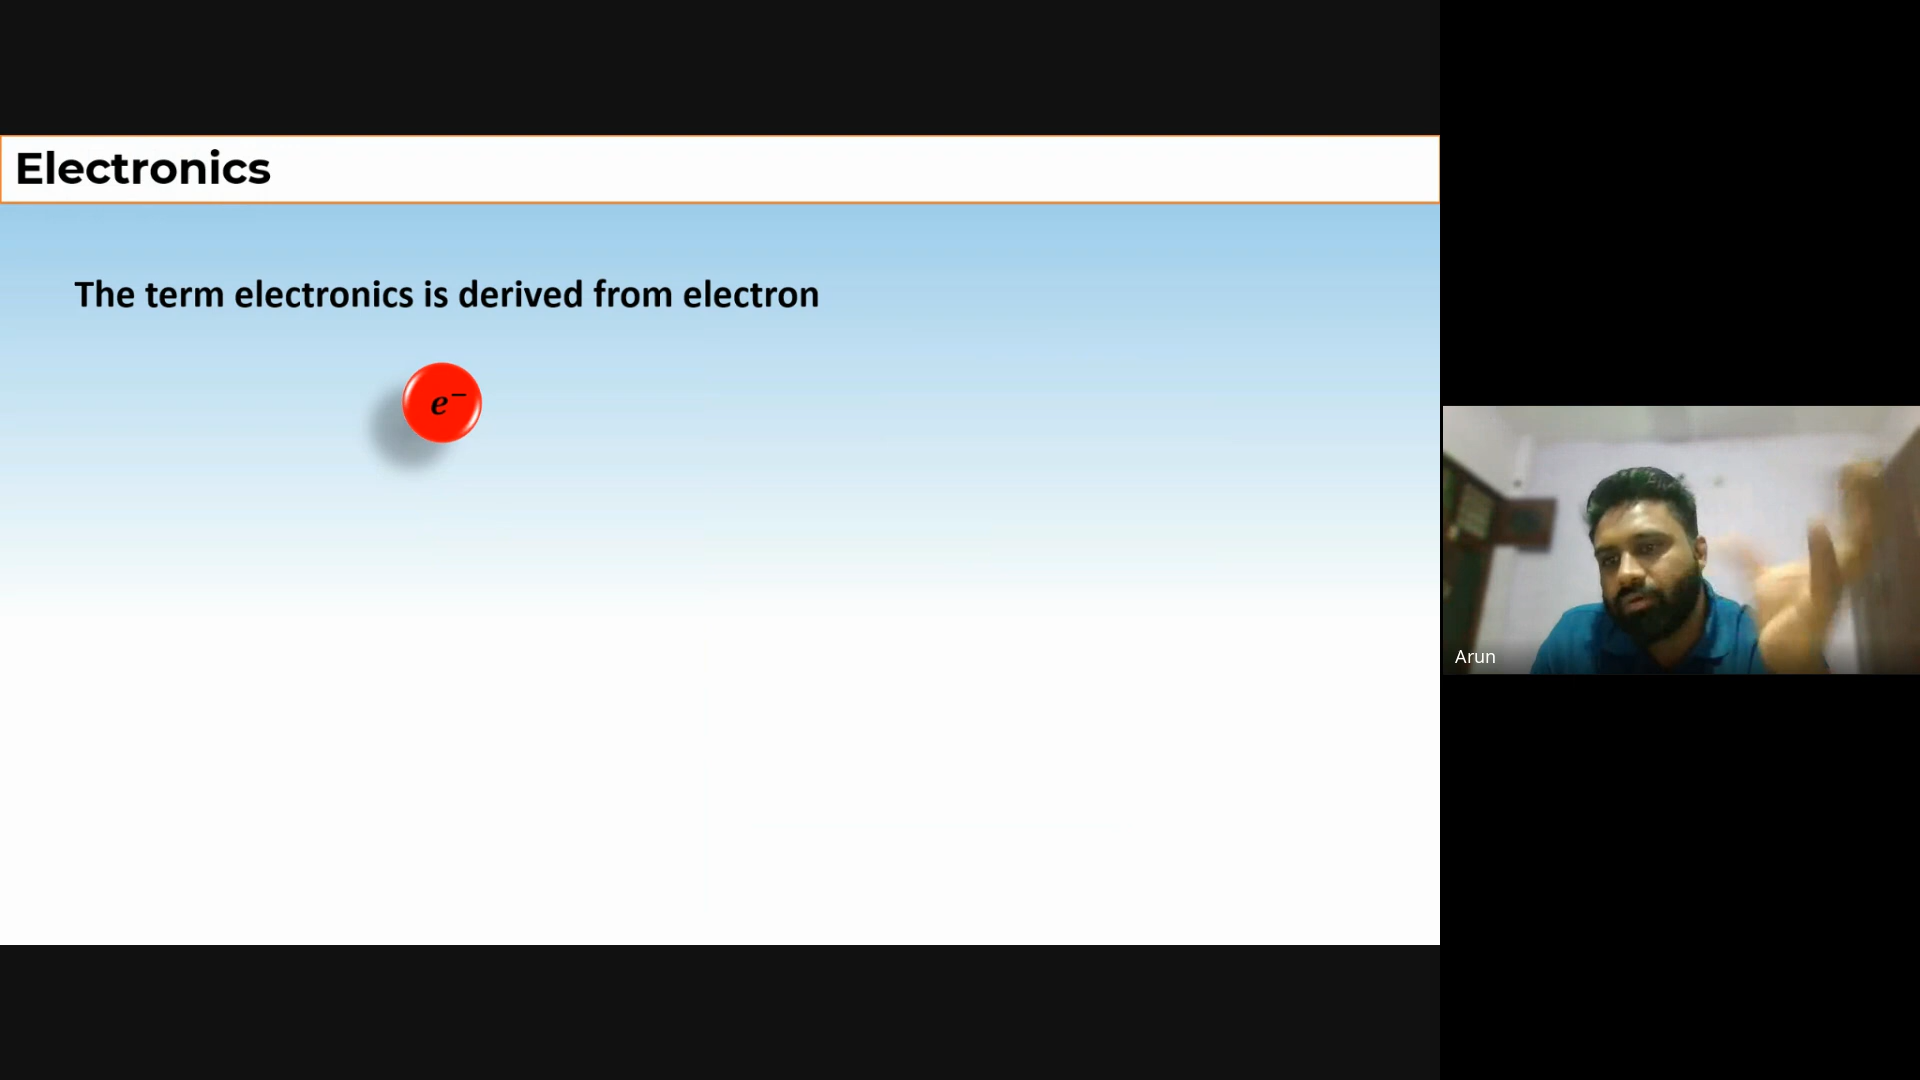 Electronics
The term electronics is derived from electron
e⁻
Arun